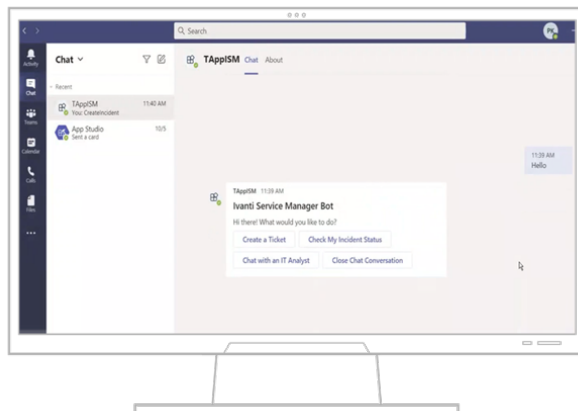 Search
PK
Activity
Chat
Teams
Calendar
Calls
Files
Chat
Recent
TAppISM 11:40 AM
You: CreateIncident
App Studio 10/5
Sent a card
TAppISM Chat About
11:39 AM
Hello
TAppISM 11:39 AM
Ivanti Service Manager Bot
Hi there! What would you like to do?
Create a Ticket Check My Incident Status
Chat with an IT Analyst Close Chat Conversation